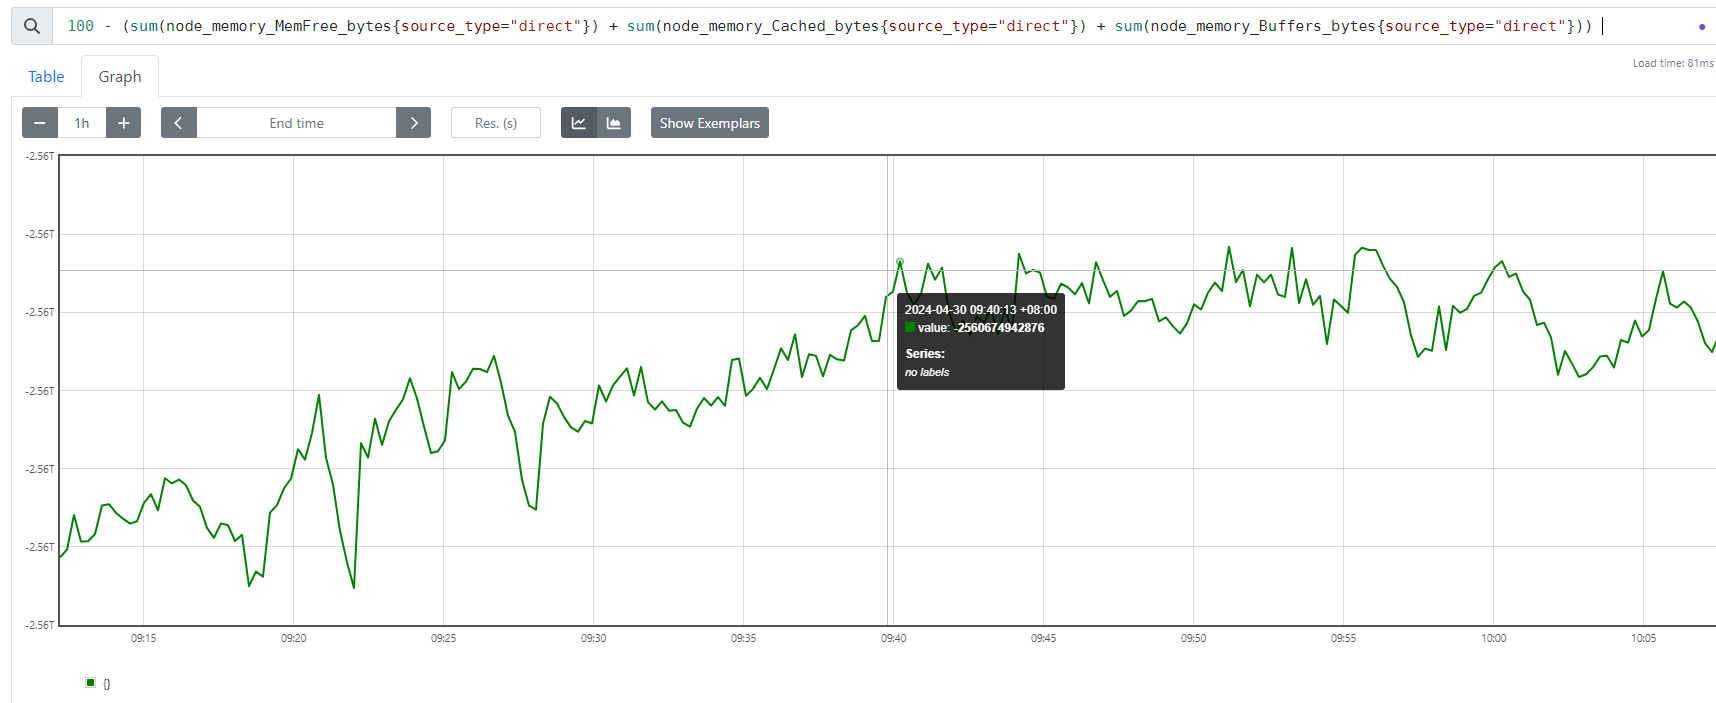 100 - (sum(node_memory_MemFree_bytes{source_type="direct"}) + sum(node_memory_Cached_bytes{source_type="direct"}) + sum(node_memory_Buffers_bytes{source_type="direct"}))
Load time: 81ms
Table
Graph
1h
End time
Res. (s)
Show Exemplars
-2.56T
-2.56T
-2.56T
-2.56T
-2.56T
-2.56T
-2.56T
2024-04-30 09:40:13 +08:00
value: -2560674942876
Series:
no labels
09:15 09:20 09:25 09:30 09:35 09:40 09:45 09:50 09:55 10:00 10:05
{}